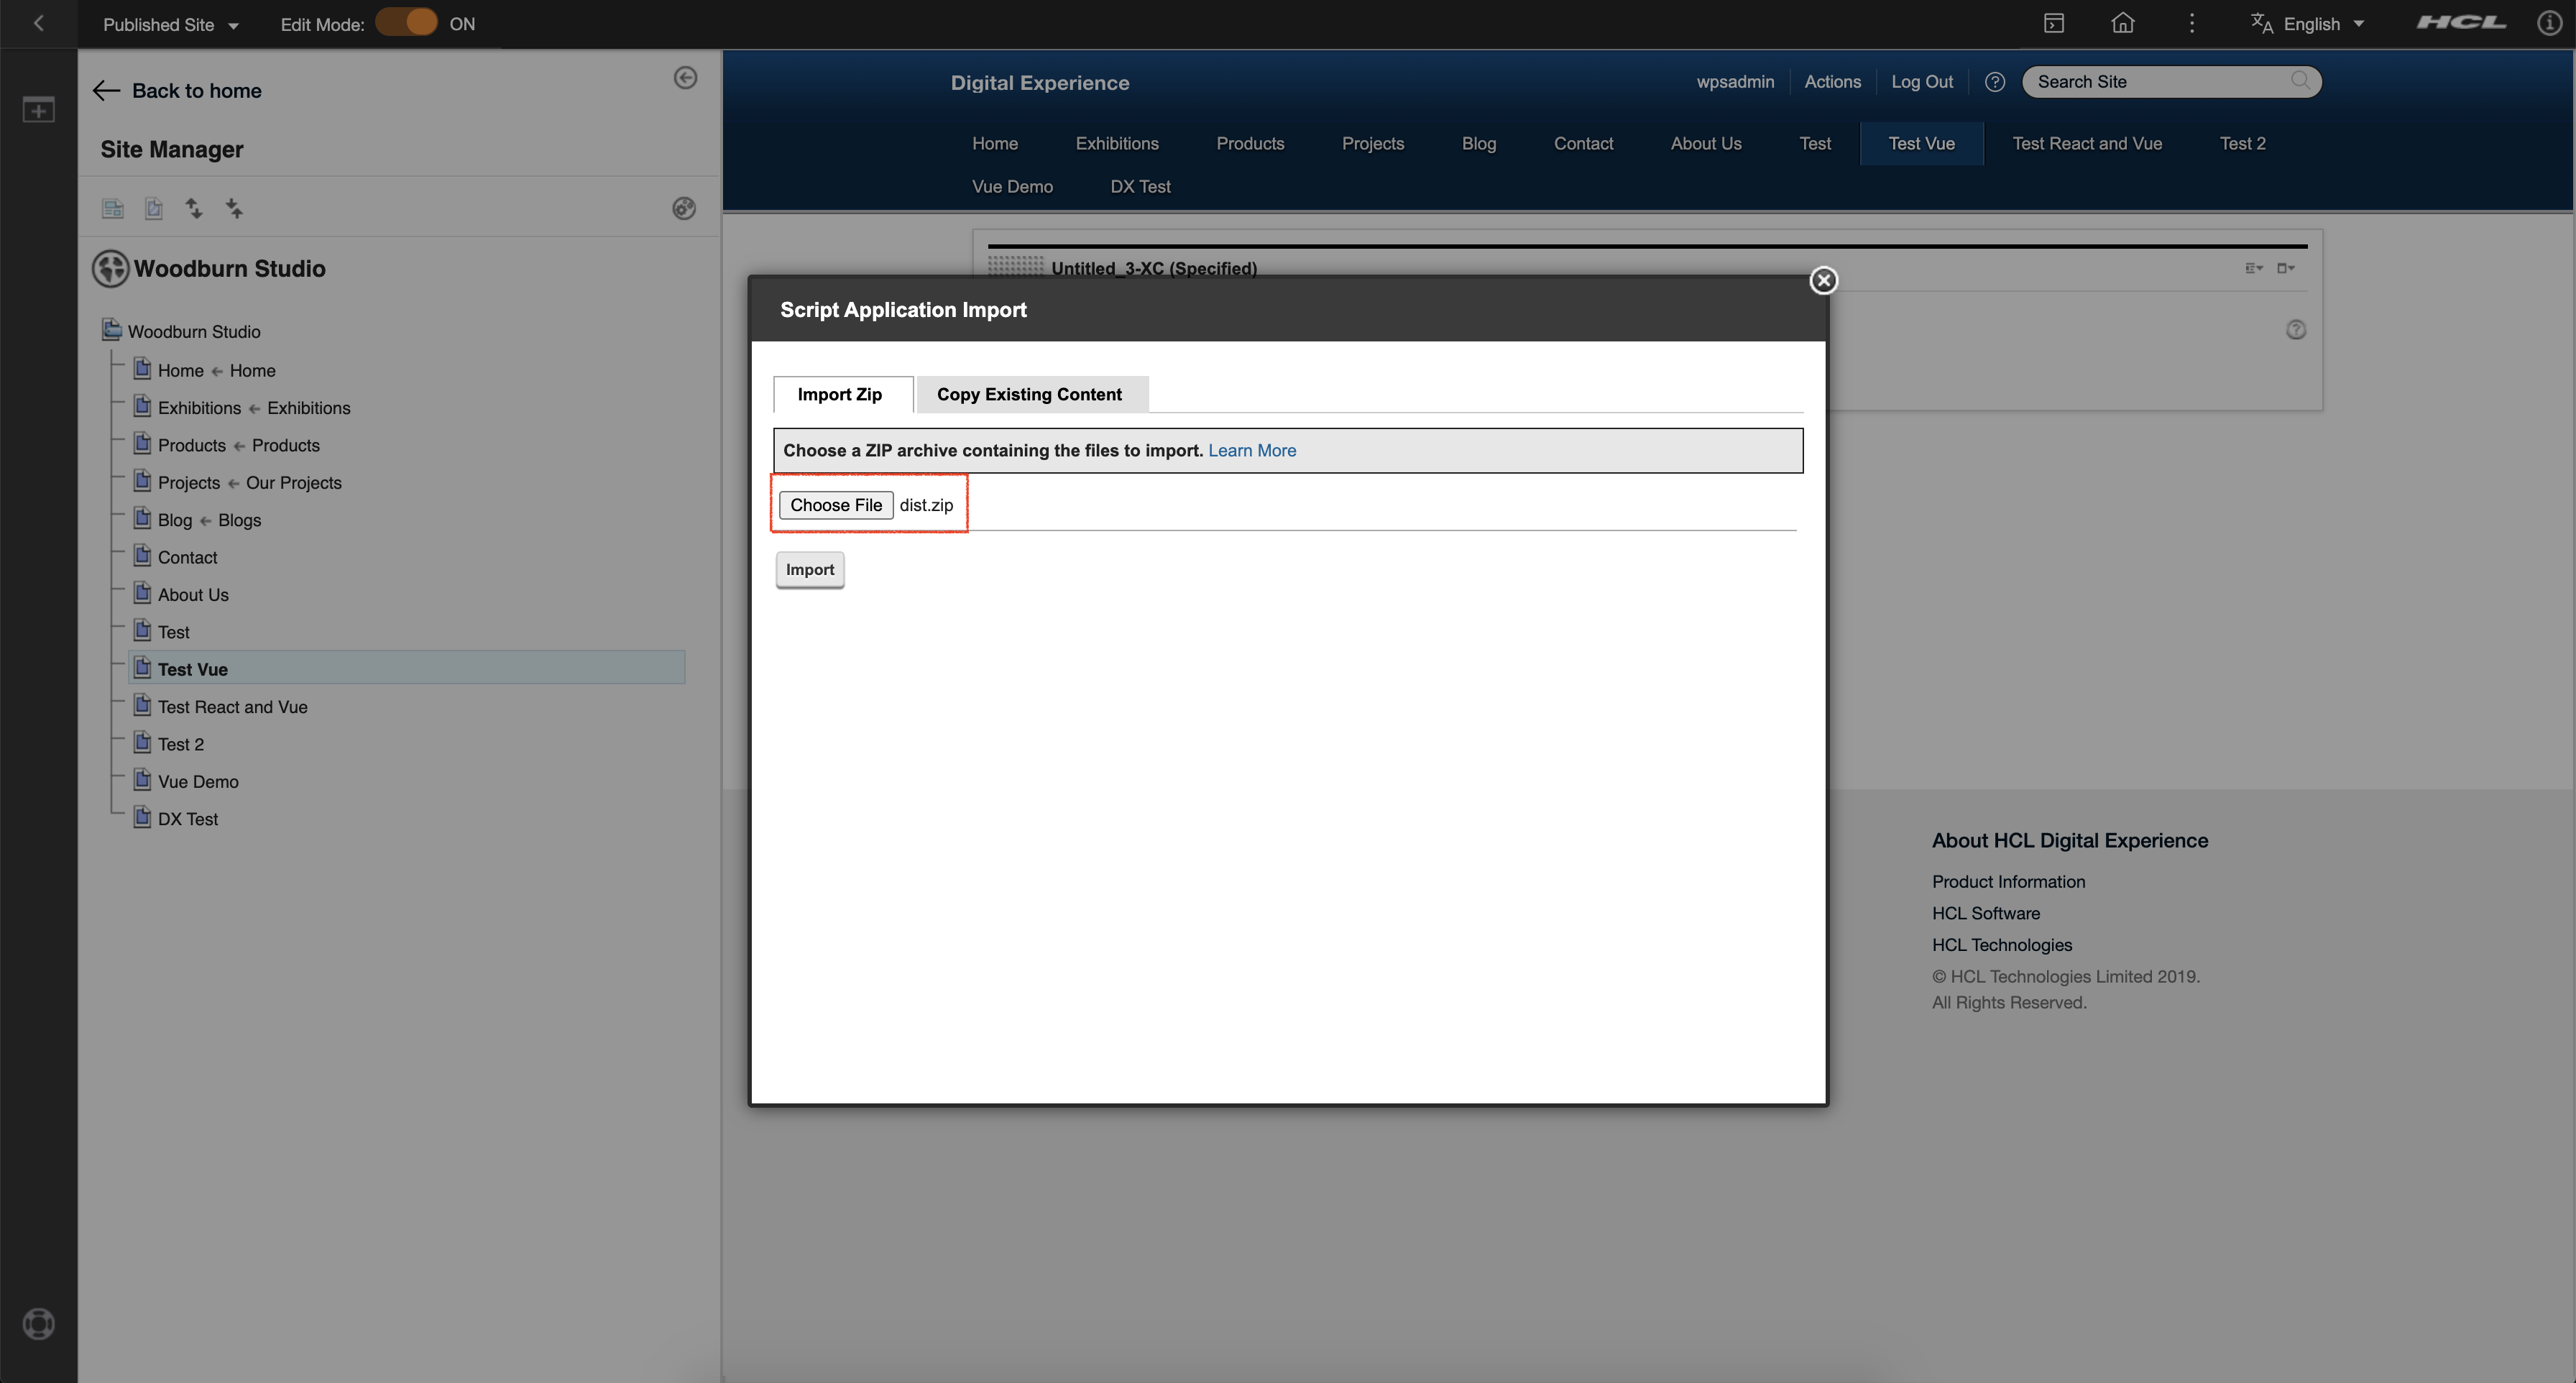 Published Site
Edit Mode: ON
English
HCL
Back to home
Site Manager
Woodburn Studio
Woodburn Studio
Home ← Home
Exhibitions ← Exhibitions
Products ← Products
Projects ← Our Projects
Blog ← Blogs
Contact
About Us
Test
Test Vue
Test React and Vue
Test 2
Vue Demo
DX Test
Digital Experience
wpsadmin
Actions
Log Out
Search Site
Home
Exhibitions
Products
Projects
Blog
Contact
About Us
Test
Test Vue
Test React and Vue
Test 2
Vue Demo
DX Test
Untitled_3-XC (Specified)
Script Application Import
Import Zip
Copy Existing Content
Choose a ZIP archive containing the files to import. Learn More
Choose File dist.zip
Import
About HCL Digital Experience
Product Information
HCL Software
HCL Technologies
© HCL Technologies Limited 2019.
All Rights Reserved.